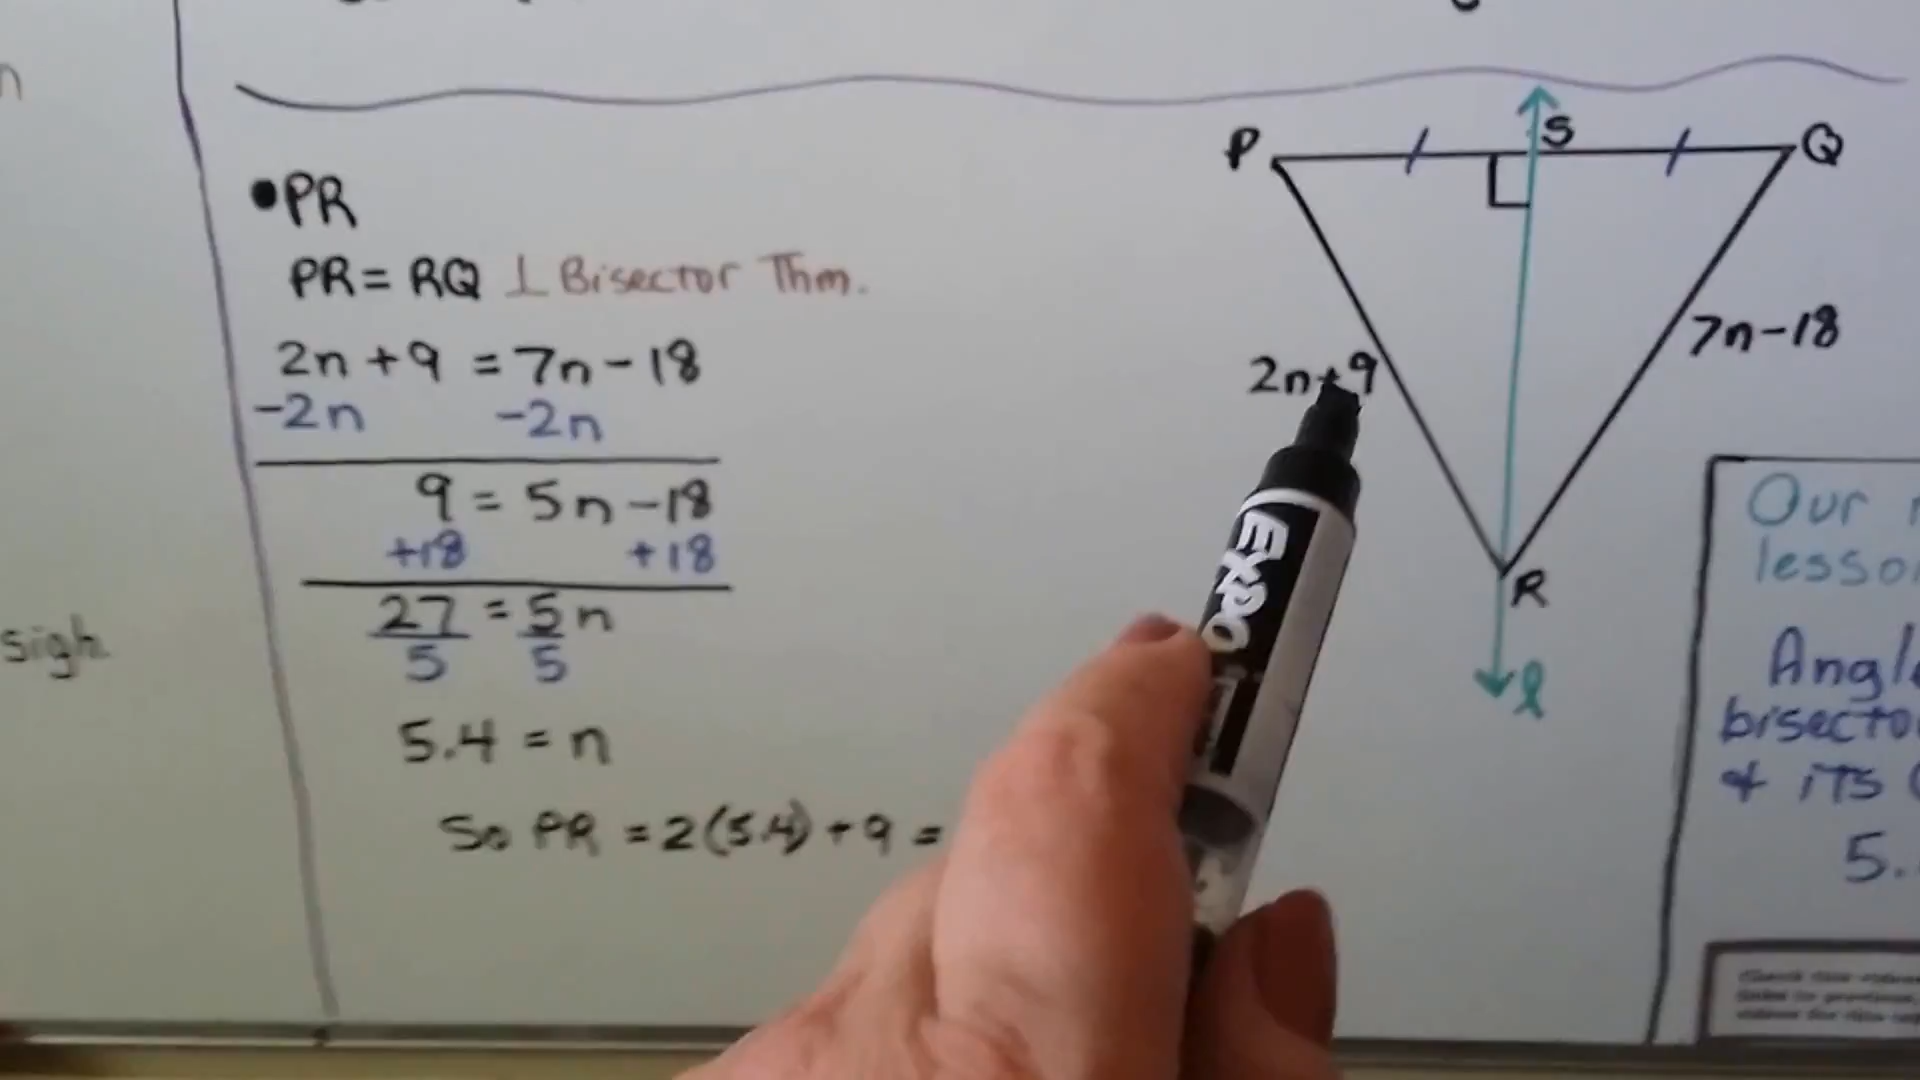 •PR
PR = RQ ⊥ Bisector Thm.
2n + 9 = 7n - 18
-2n -2n
9 = 5n - 18
+18 +18
27 = 5n
5 5
5.4 = n
So PR = 2(5.4) + 9 =
P S Q
2n+9
7n-18
R
l
EXPO
sigh.
Our
lesso
Angle
bisecto
& its
5.